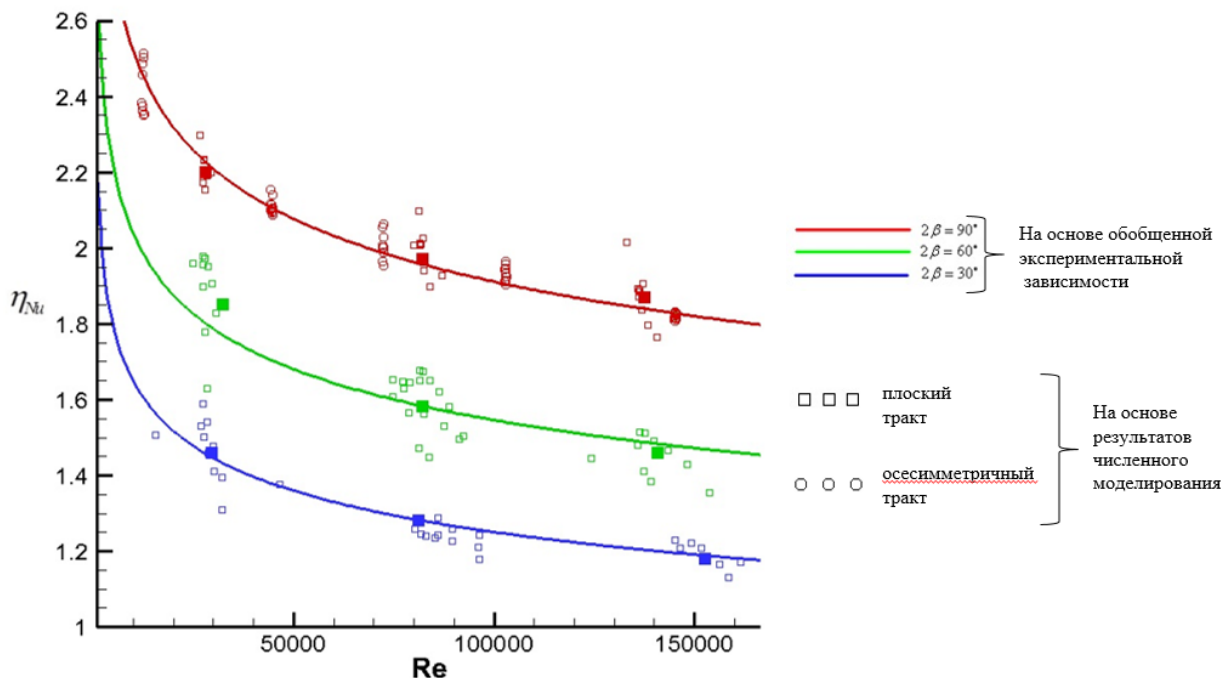 2.6
2.4
2.2
2
1.8
1.6
1.4
1.2
1
ηNu
50000
100000
150000
Re
2β = 90°
2β = 60°
2β = 30°
На основе обобщенной
экспериментальной
зависимости
плоский
тракт
осесимметричный
тракт
На основе
результатов
численного
моделирования